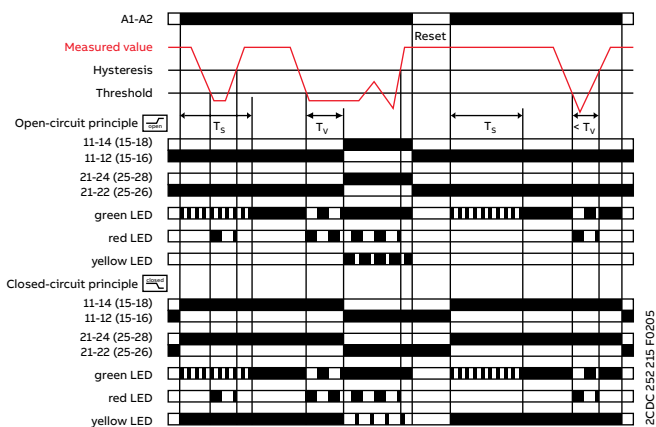 A1-A2
Reset
Measured value
Hysteresis
Threshold
Open-circuit principle open
Ts Tv Ts < Tv
11-14 (15-18)
11-12 (15-16)
21-24 (25-28)
21-22 (25-26)
green LED
red LED
yellow LED
Closed-circuit principle closed
11-14 (15-18)
11-12 (15-16)
21-24 (25-28)
21-22 (25-26)
green LED
red LED
yellow LED
2CDC 252 215 F0205